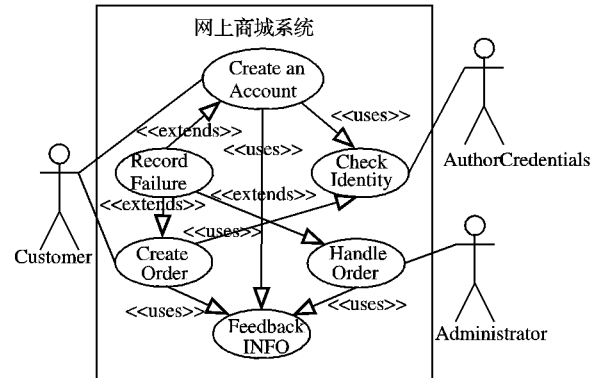 网上商城系统
Create an
Account
<<extends>>
<<uses>>
<<uses>>
Record
Failure
Check
Identity
AuthorCredentials
<<extends>>
<<extends>>
<<uses>>
Customer
Create
Order
Handle
Order
<<uses>>
<<uses>>
Feedback
INFO
Administrator